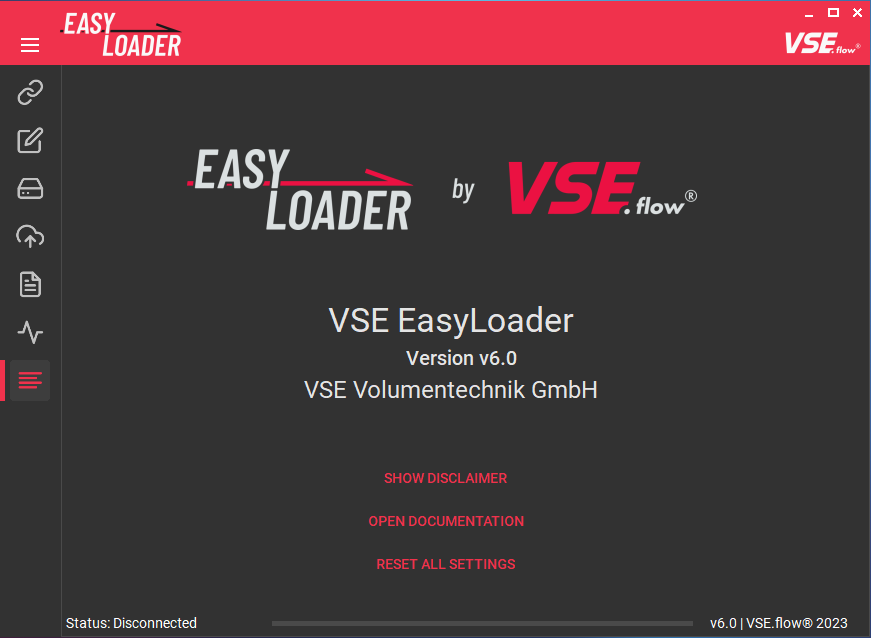 EASY
LOADER
VSE.flow®
EASY
LOADER
by
VSE.flow®
VSE EasyLoader
Version v6.0
VSE Volumentechnik GmbH
SHOW DISCLAIMER
OPEN DOCUMENTATION
RESET ALL SETTINGS
Status: Disconnected
v6.0 | VSE.flow® 2023